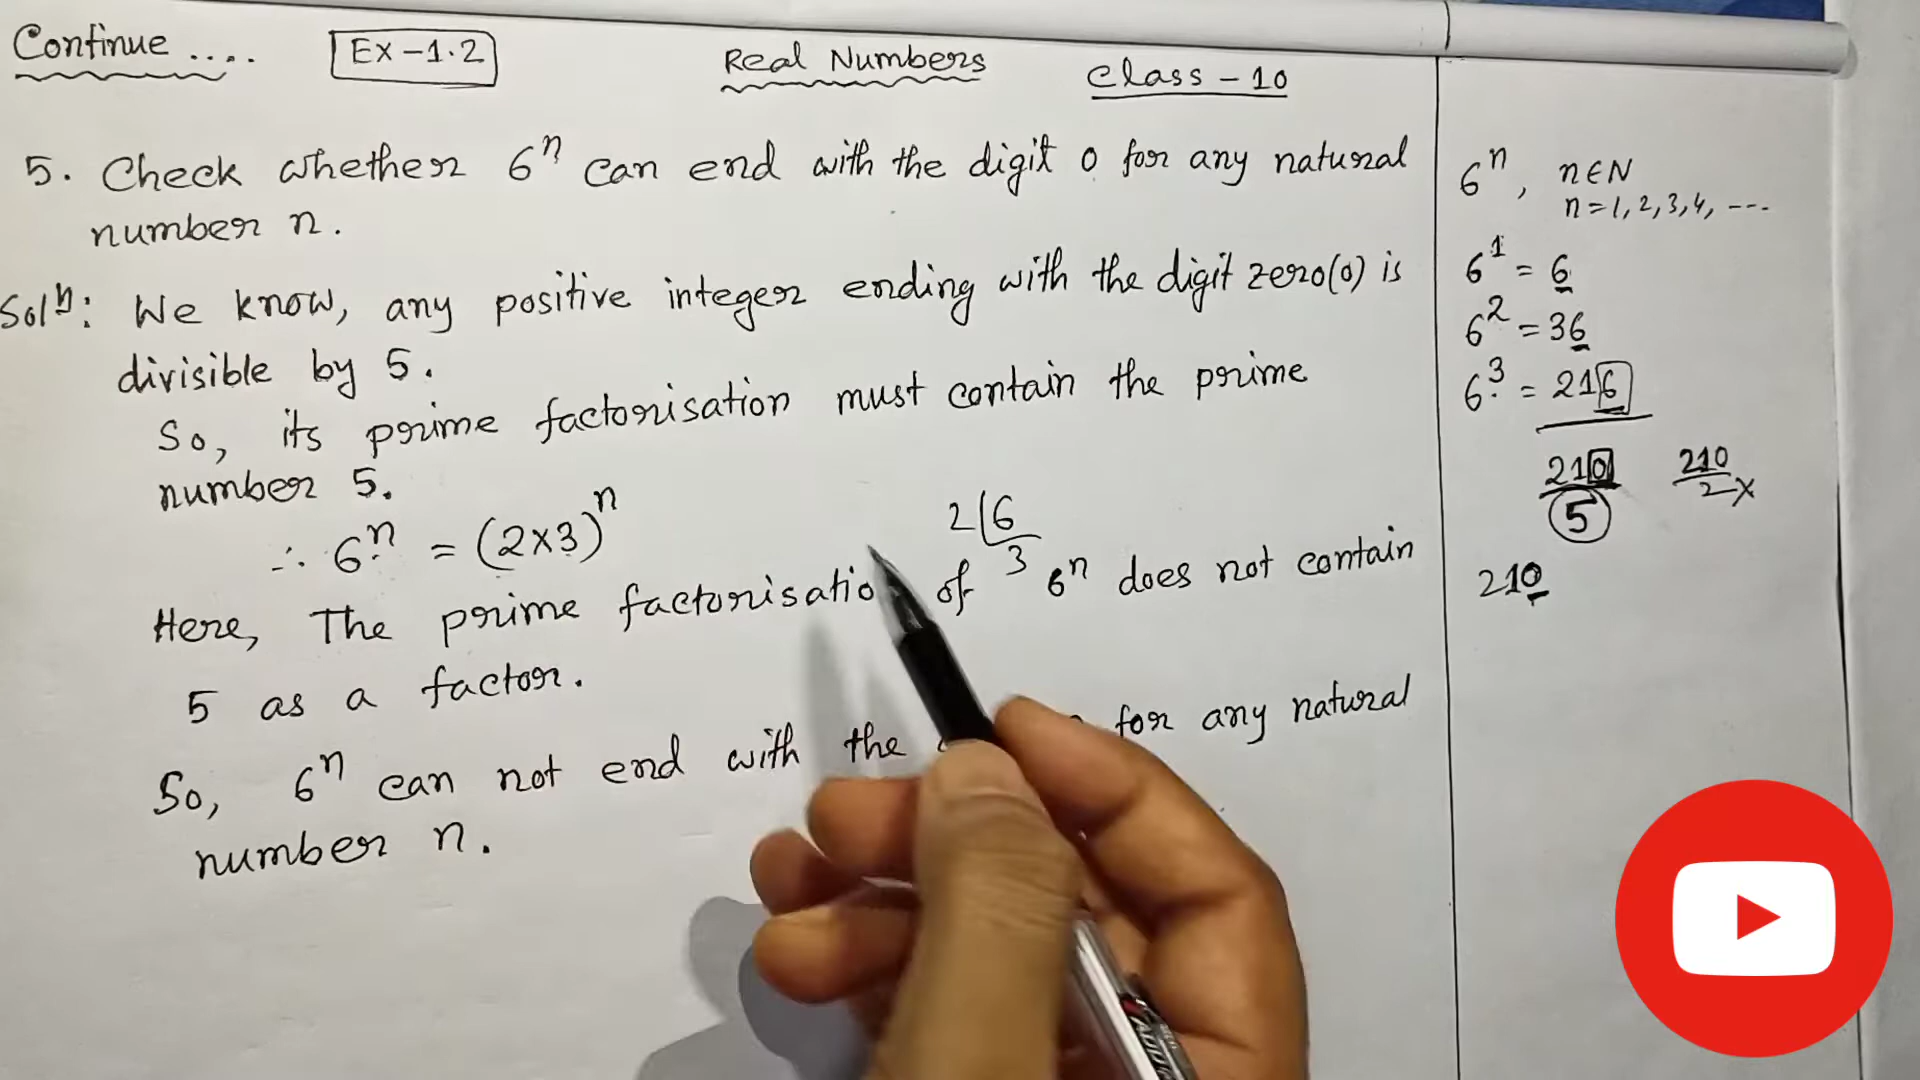 Continue ....
Ex-1.2
Real Numbers
Class - 10
5. Check whether 6ⁿ can end with the digit 0 for any natural
number n.
Solⁿ: We know, any positive integer ending with the digit zero(0) is
divisible by 5.
So, its prime factorisation must contain the prime
number 5.
∴ 6ⁿ = (2×3)ⁿ
2 6
3
Here, The prime factorisation of 6ⁿ does not contain
5 as a factor.
So, 6ⁿ can not end with the for any natural
number n.
6ⁿ, n∈N
n=1,2,3,4, ----
6¹ = 6
6² = 36
6³ = 216
210
5
210
2 ×
210